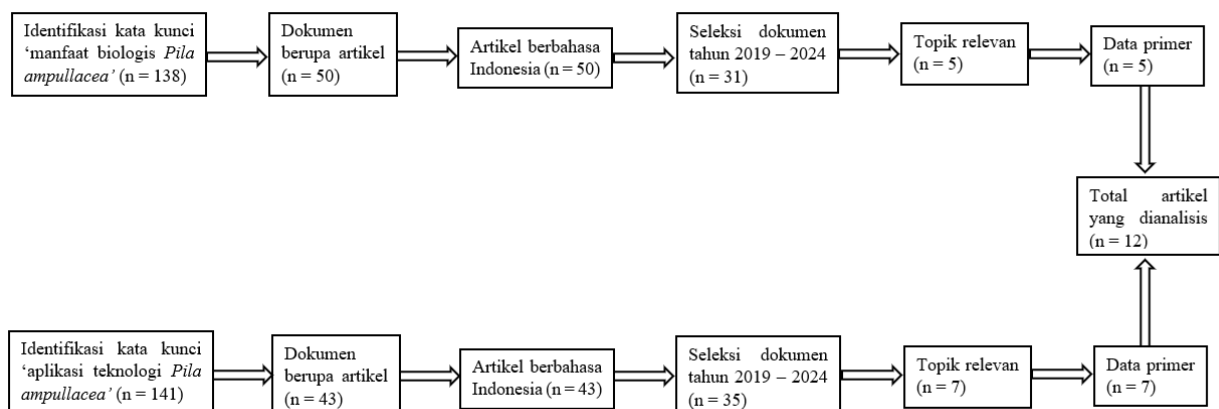 Identifikasi kata kunci
‘manfaat biologis Pila
ampullacea’ (n = 138)
Dokumen
berupa artikel
(n = 50)
Artikel berbahasa
Indonesia (n = 50)
Seleksi dokumen
tahun 2019 – 2024
(n = 31)
Topik relevan
(n = 5)
Data primer
(n = 5)
Total artikel
yang dianalisis
(n = 12)
Identifikasi kata kunci
‘aplikasi teknologi Pila
ampullacea’ (n = 141)
Dokumen
berupa artikel
(n = 43)
Artikel berbahasa
Indonesia (n = 43)
Seleksi dokumen
tahun 2019 – 2024
(n = 35)
Topik relevan
(n = 7)
Data primer
(n = 7)